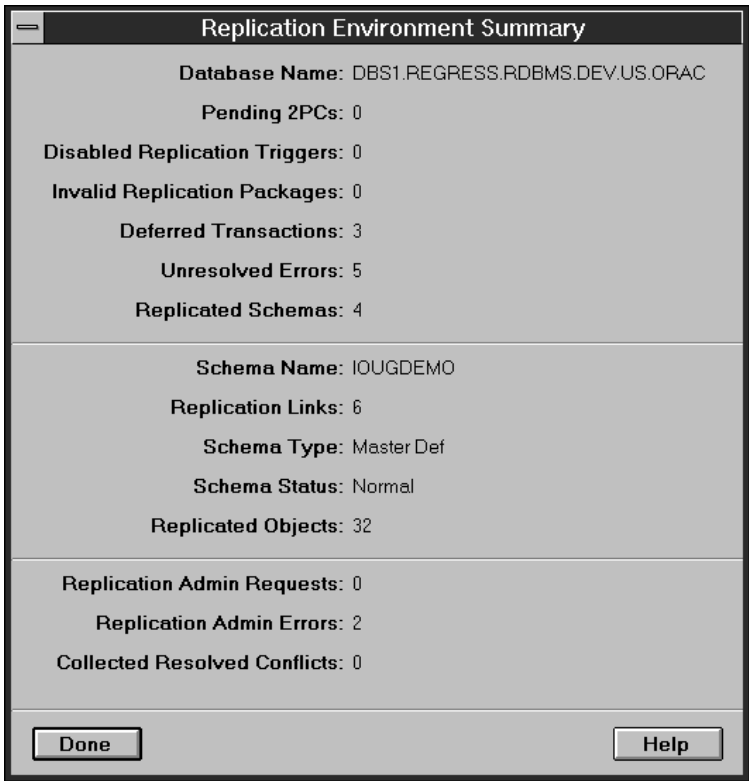 Replication Environment Summary
Database Name: DBS1.REGRESS.RDBMS.DEV.US.ORAC
Pending 2PCs: 0
Disabled Replication Triggers: 0
Invalid Replication Packages: 0
Deferred Transactions: 3
Unresolved Errors: 5
Replicated Schemas: 4
Schema Name: IOUGDEMO
Replication Links: 6
Schema Type: Master Def
Schema Status: Normal
Replicated Objects: 32
Replication Admin Requests: 0
Replication Admin Errors: 2
Collected Resolved Conflicts: 0
Done Help